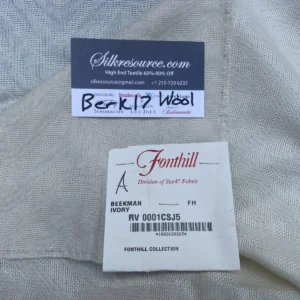 Silkresource.com
High End Textile 60%-90% Off
silkresource@gmail.com +1.215-720-6235
Berk17 Wool
Fonthill
Division of Stark Fabric
A
BEEKMAN FH
IVORY
RV 0001CSJ5
FONTHILL COLLECTION